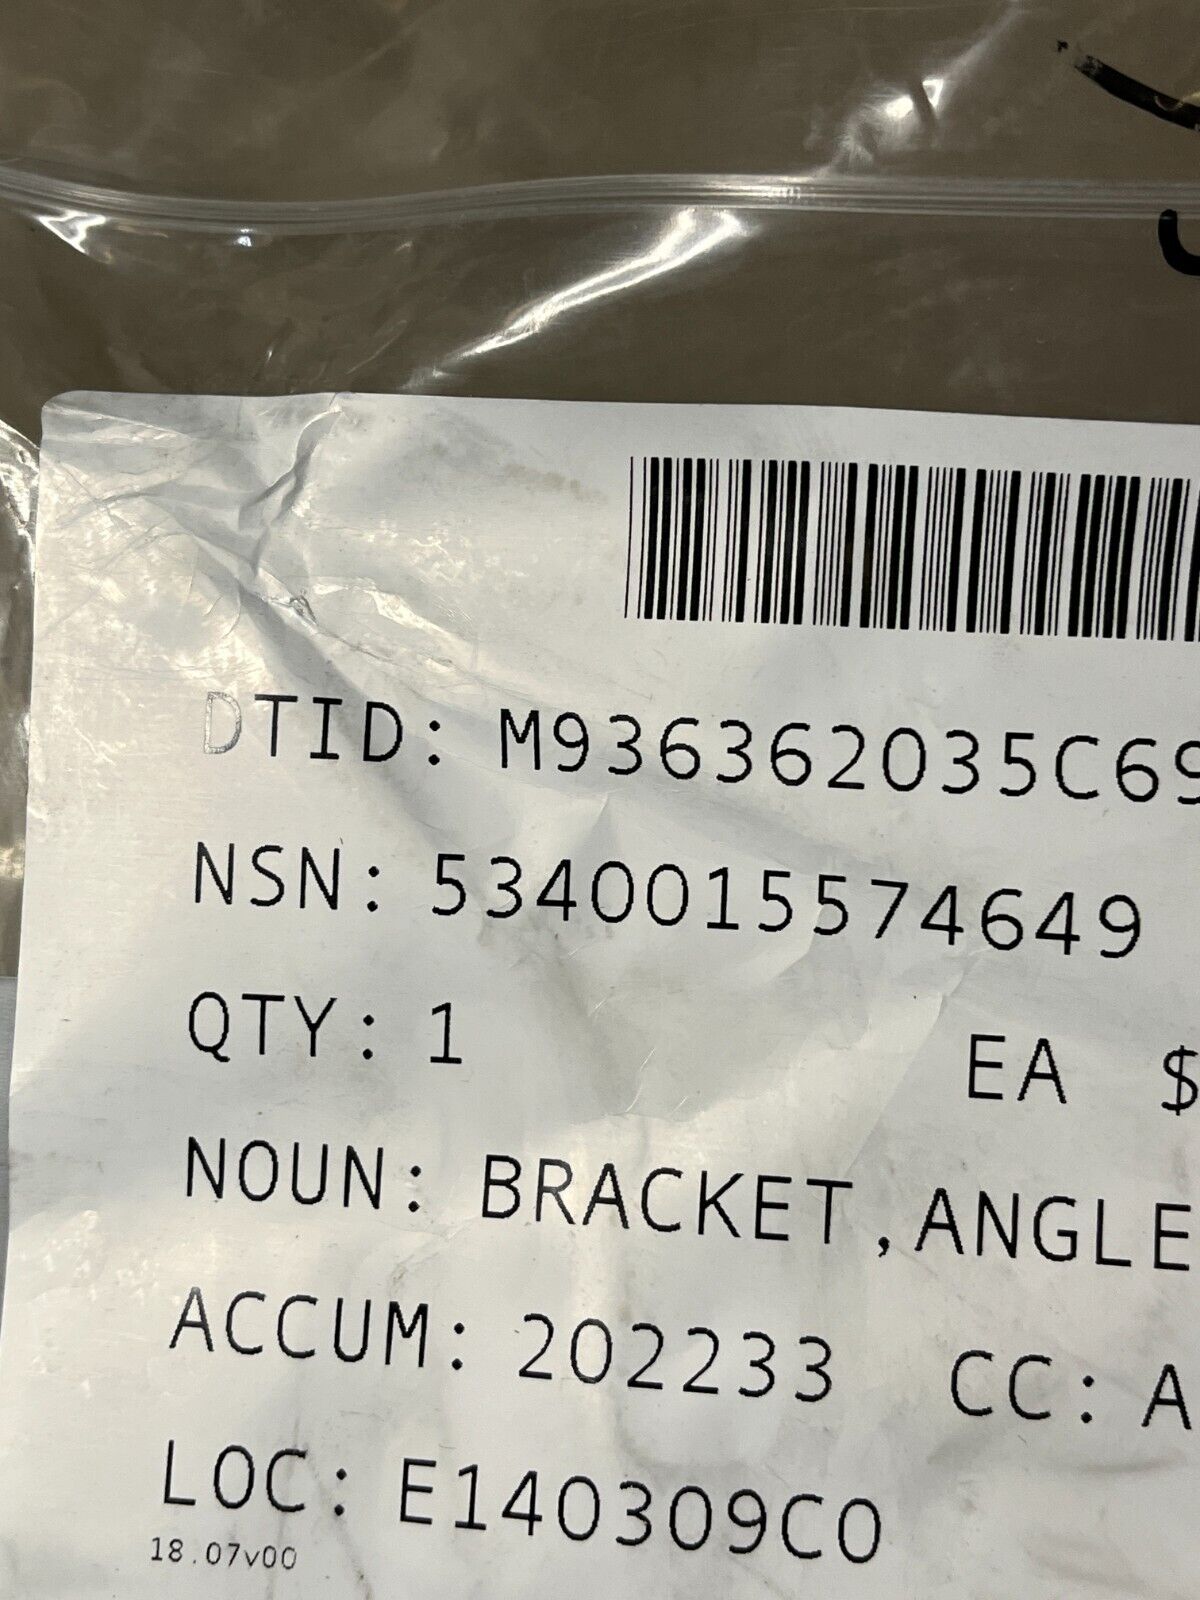 DTID: M936362035C69
NSN: 5340015574649
QTY: 1 EA $
NOUN: BRACKET,ANGLE
ACCUM: 202233 CC: A
LOC: E140309C0
18.07v00